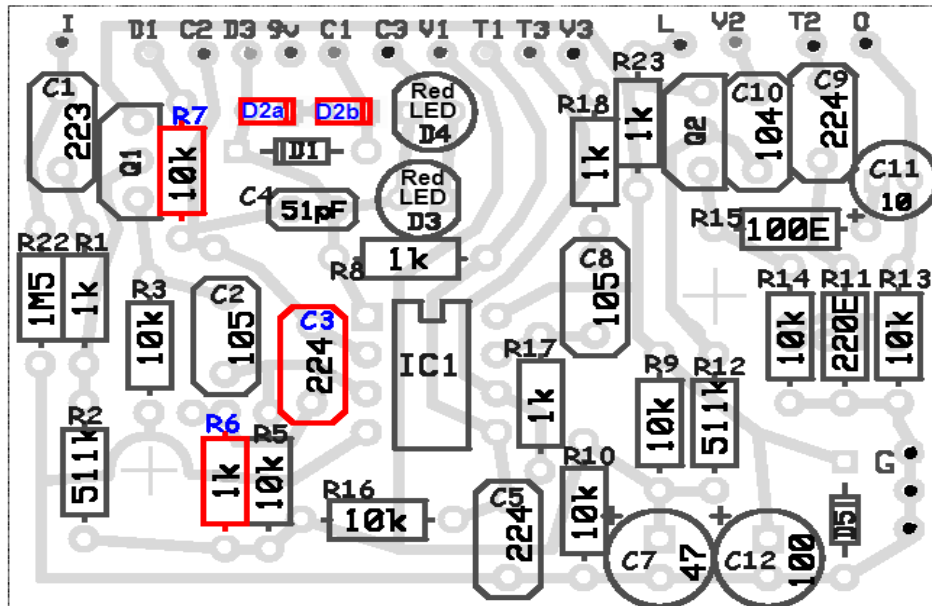 I D1 C2 D3 9v C1 C3 V1 T1 T3 V3 L V2 T2 O
C1
223
Q1
R7
10k
D2a
D2b
D1
Red
LED
D4
Red
LED
D3
C4
51pF
R8
1k
R18
1k
R23
1k
Q2
C10
104
C9
224
C11
10
R15
100E
R22
1M5
R1
1k
R3
10k
C2
105
C3
224
IC1
C8
105
R14
10k
R11
220E
R13
10k
R17
1k
R9
10k
R12
511k
R2
511k
R6
1k
R5
10k
R16
10k
C5
224
R10
10k
C7
47
C12
100
D5
G
+
+
+